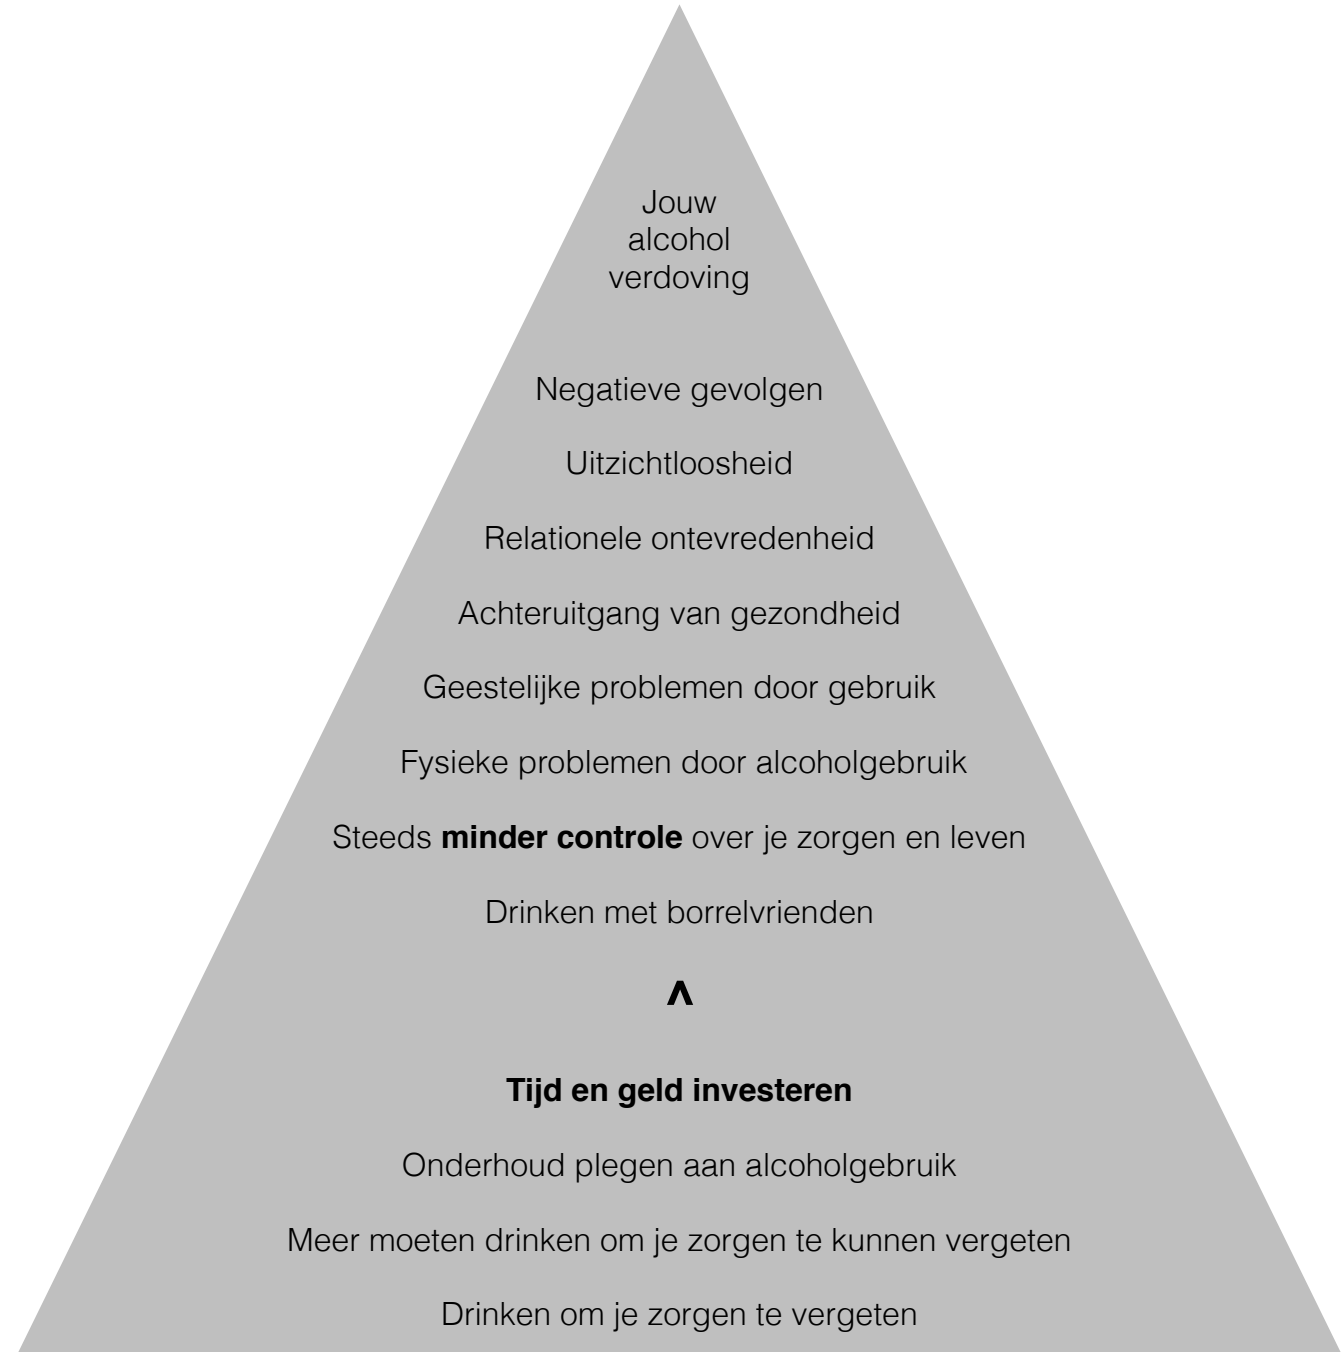 Jouw
alcohol
verdoving
Negatieve gevolgen
Uitzichtloosheid
Relationele ontevredenheid
Achteruitgang van gezondheid
Geestelijke problemen door gebruik
Fysieke problemen door alcoholgebruik
Steeds minder controle over je zorgen en leven
Drinken met borrelvrienden
^
Tijd en geld investeren
Onderhoud plegen aan alcoholgebruik
Meer moeten drinken om je zorgen te kunnen vergeten
Drinken om je zorgen te vergeten